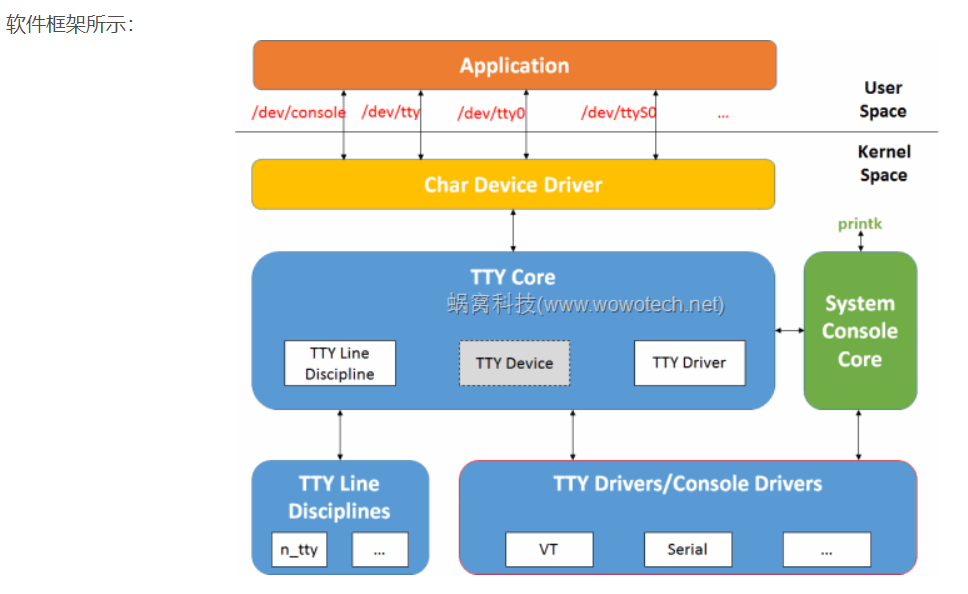 软件框架所示：
Application
/dev/console /dev/tty /dev/tty0 /dev/ttyS0 ...
User
Space
Kernel
Space
Char Device Driver
printk
TTY Core
蜗窝科技(www.wowotech.net)
TTY Line
Discipline
TTY Device
TTY Driver
System
Console
Core
TTY Line
Disciplines
n_tty
...
TTY Drivers/Console Drivers
VT
Serial
...